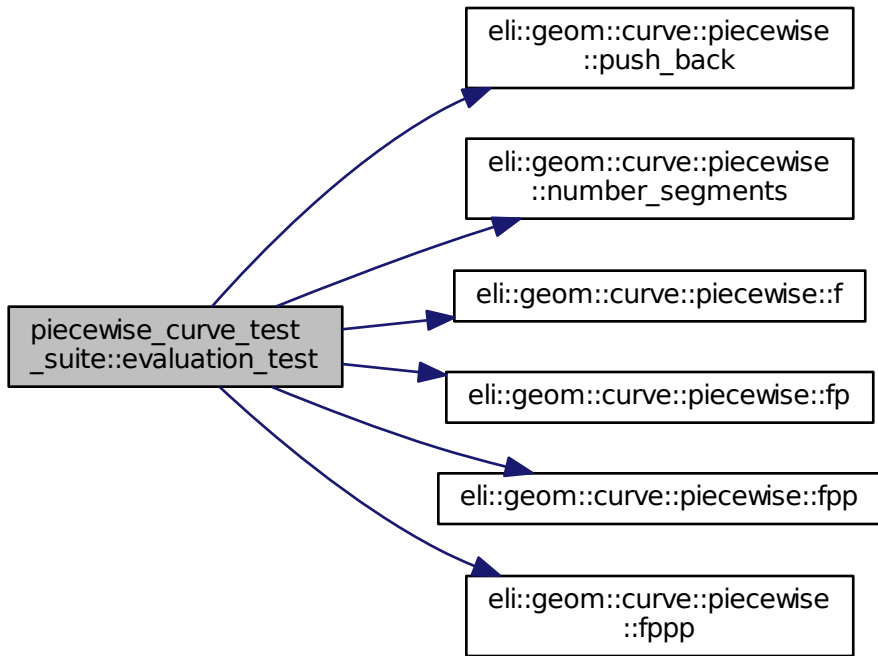 eli::geom::curve::piecewise
::push_back
eli::geom::curve::piecewise
::number_segments
eli::geom::curve::piecewise::f
piecewise_curve_test
_suite::evaluation_test
eli::geom::curve::piecewise::fp
eli::geom::curve::piecewise::fpp
eli::geom::curve::piecewise
::fppp